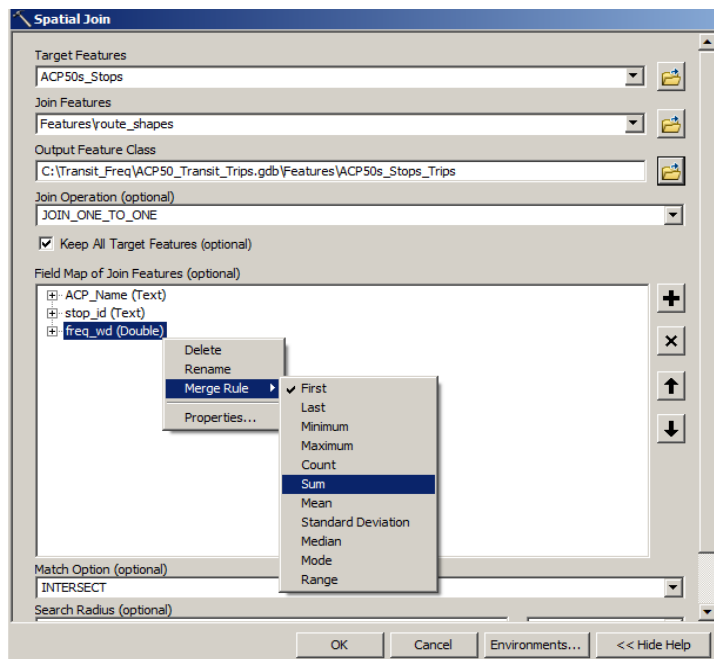 Spatial Join
Target Features
ACP50s_Stops
Join Features
Features\route_shapes
Output Feature Class
C:\Transit_Freq\ACP50_Transit_Trips.gdb\Features\ACP50s_Stops_Trips
Join Operation (optional)
JOIN_ONE_TO_ONE
Keep All Target Features (optional)
Field Map of Join Features (optional)
ACP_Name (Text)
stop_id (Text)
freq_wd (Double)
Delete
Rename
Merge Rule
Properties...
First
Last
Minimum
Maximum
Count
Sum
Mean
Standard Deviation
Median
Mode
Range
Match Option (optional)
INTERSECT
Search Radius (optional)
OK Cancel Environments... << Hide Help